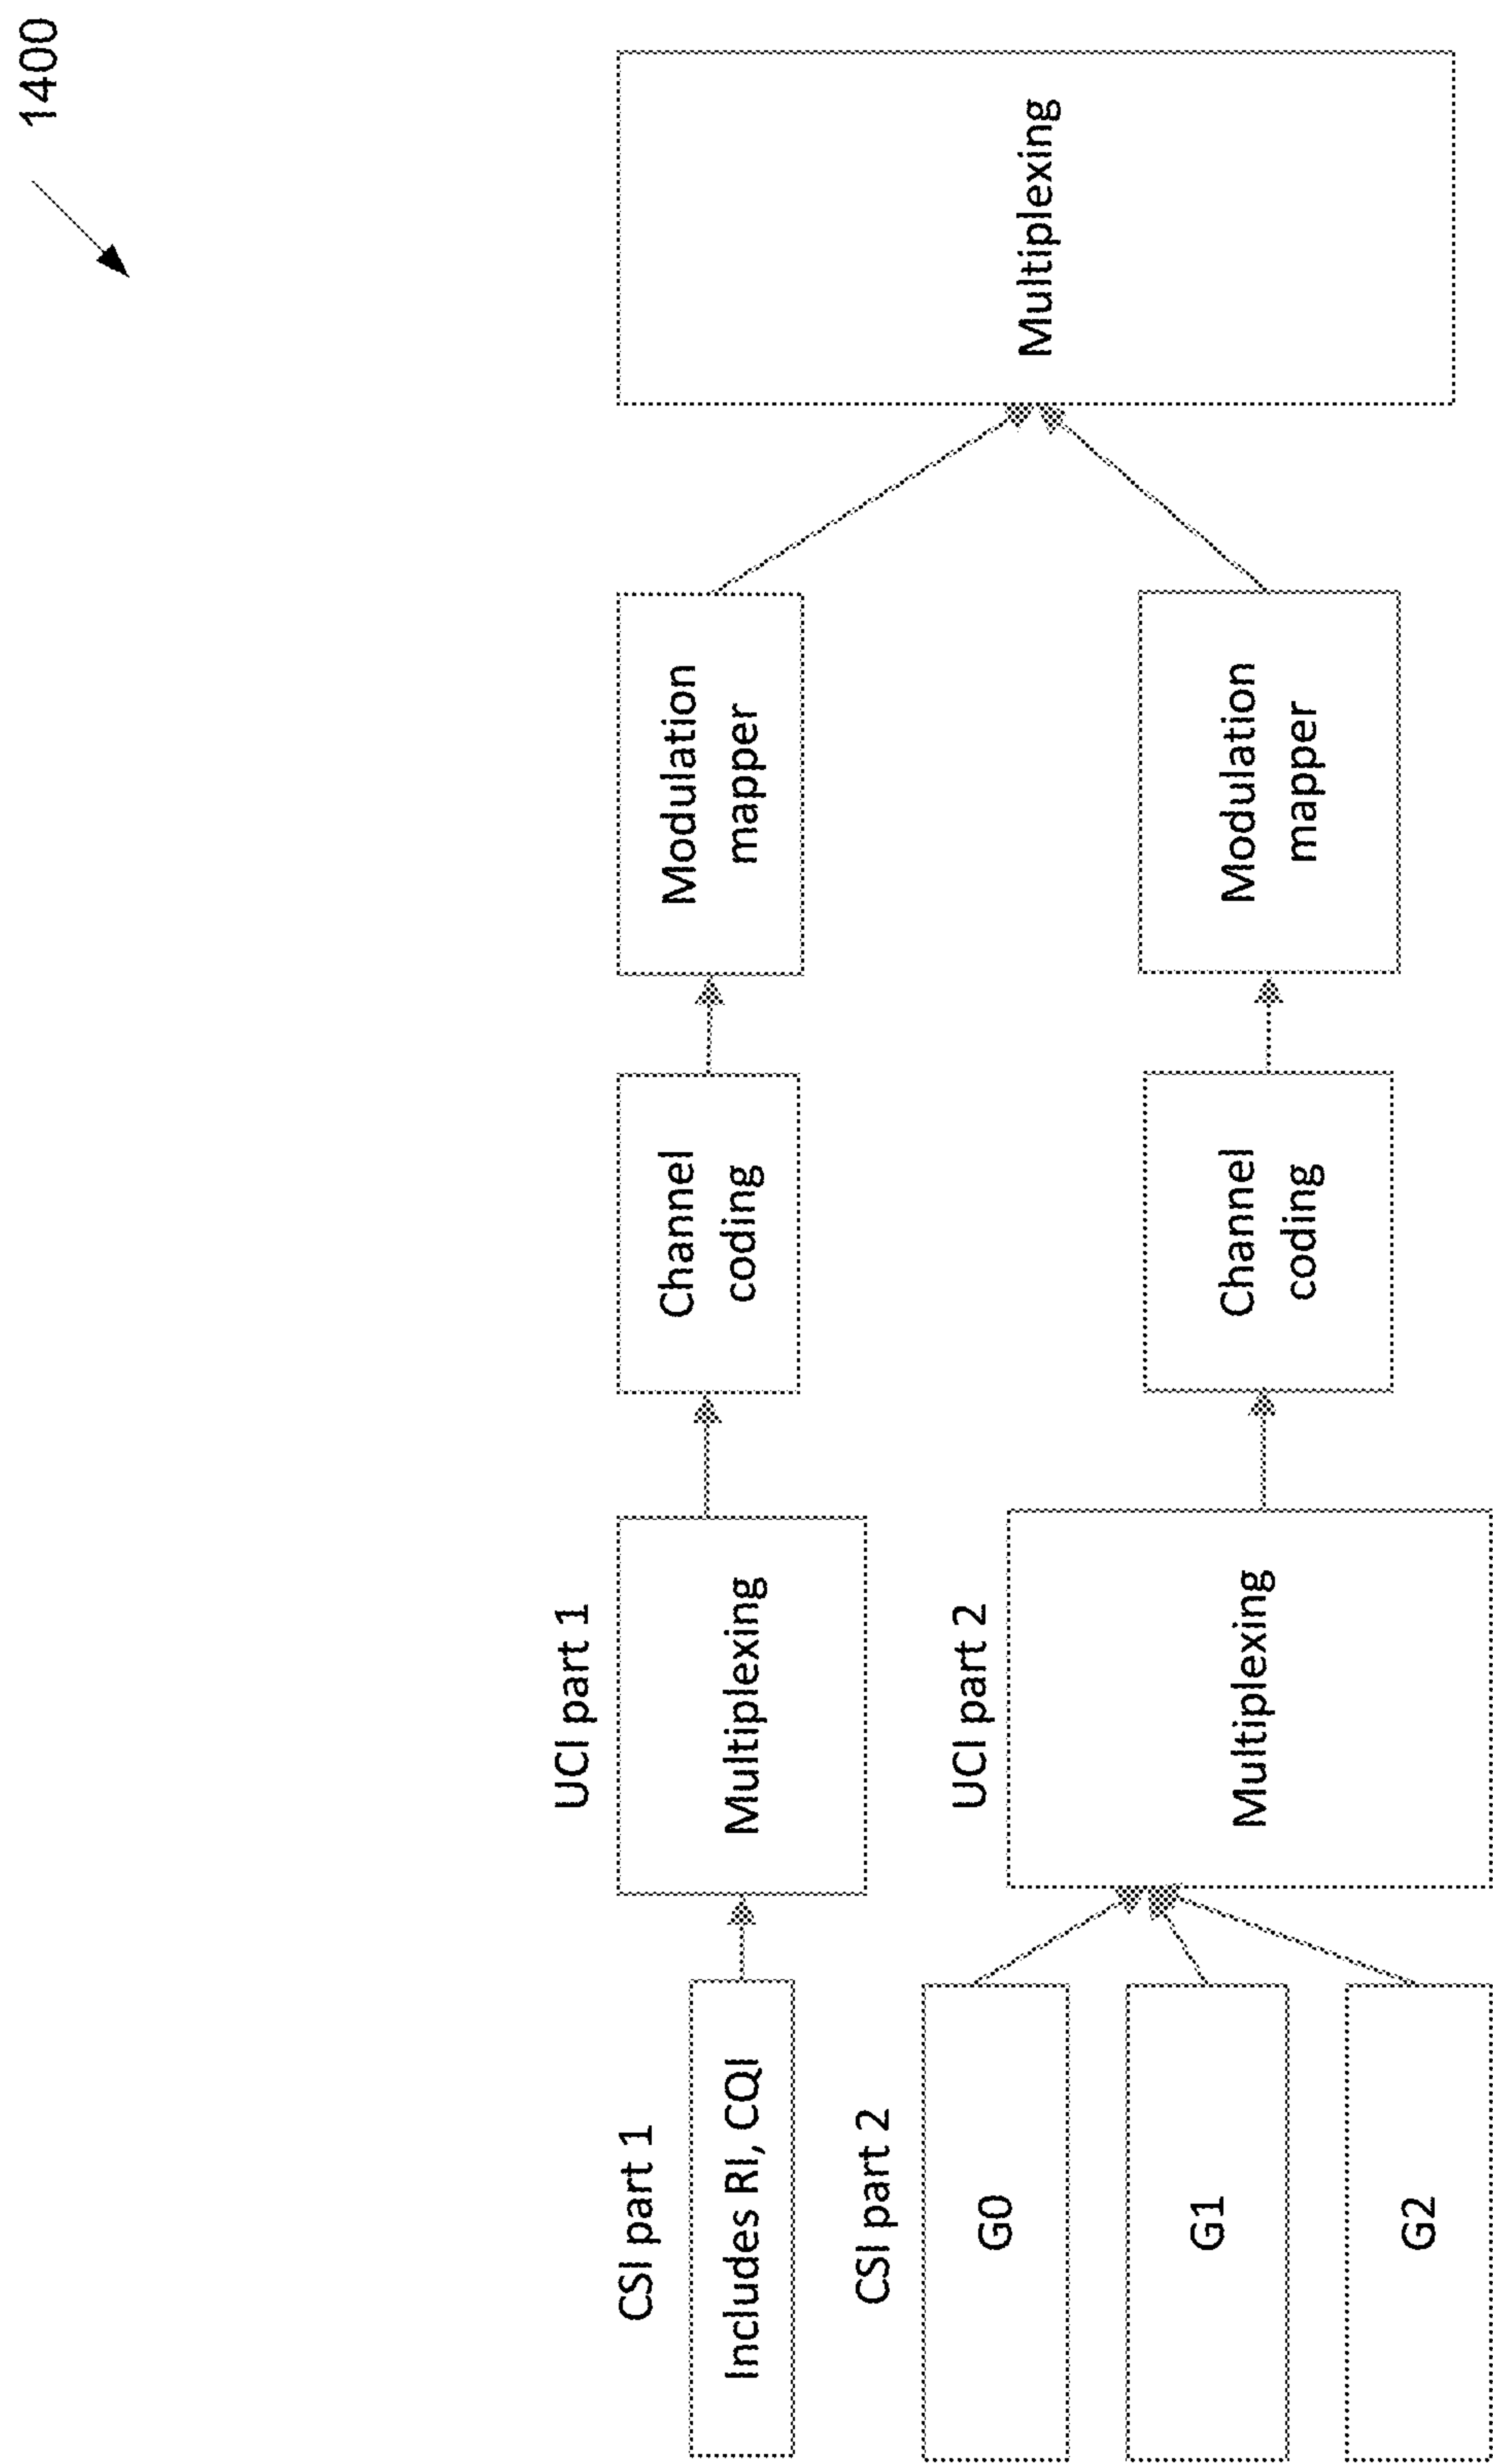 1400
CSI part 1
Includes RI, CQI
UCI part 1
Multiplexing
Channel
coding
Modulation
mapper
CSI part 2
G0
G1
G2
UCI part 2
Multiplexing
Channel
coding
Modulation
mapper
Multiplexing